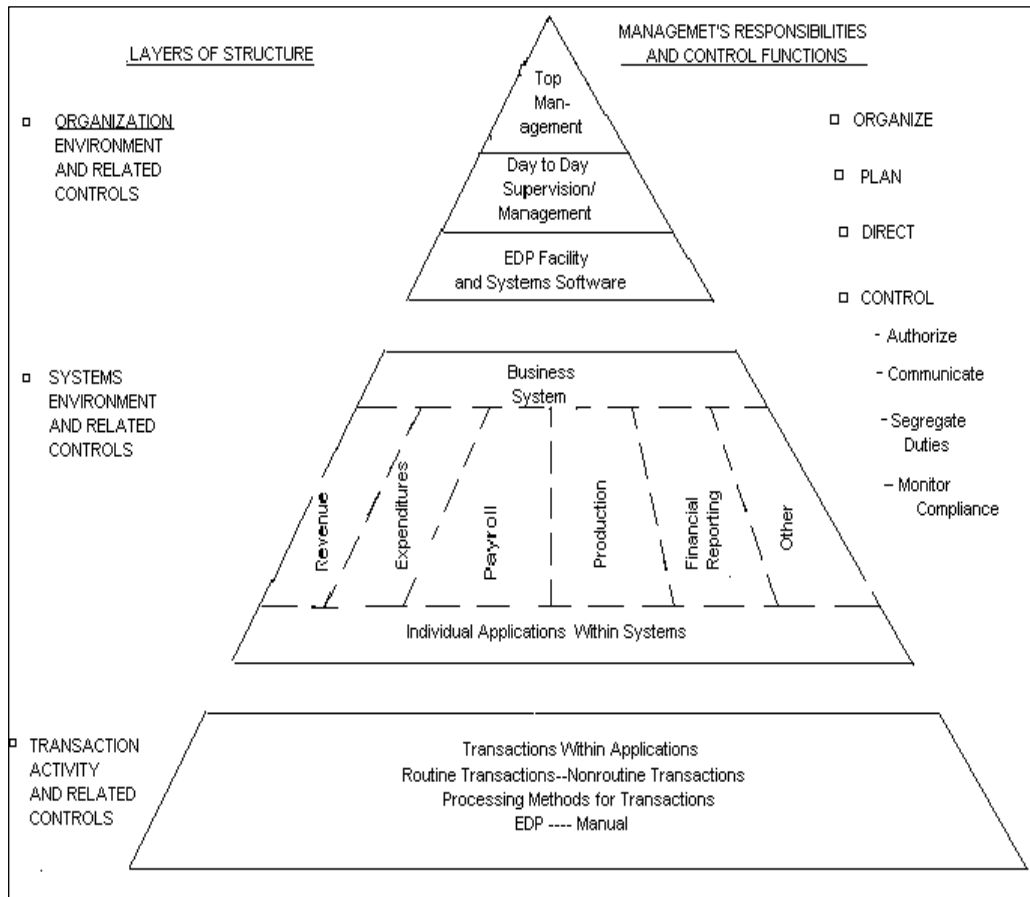 LAYERS OF STRUCTURE
MANAGEMET'S RESPONSIBILITIES
AND CONTROL FUNCTIONS
ORGANIZATION
ENVIRONMENT
AND RELATED
CONTROLS
Top
Man-
agement
Day to Day
Supervision/
Management
EDP Facility
and Systems Software
ORGANIZE
PLAN
DIRECT
CONTROL
- Authorize
- Communicate
- Segregate
Duties
- Monitor
Compliance
SYSTEMS
ENVIRONMENT
AND RELATED
CONTROLS
Business
System
Revenue
Expenditures
Payroll
Production
Financial
Reporting
Other
Individual Applications Within Systems
TRANSACTION
ACTIVITY
AND RELATED
CONTROLS
Transactions Within Applications
Routine Transactions--Nonroutine Transactions
Processing Methods for Transactions
EDP ---- Manual